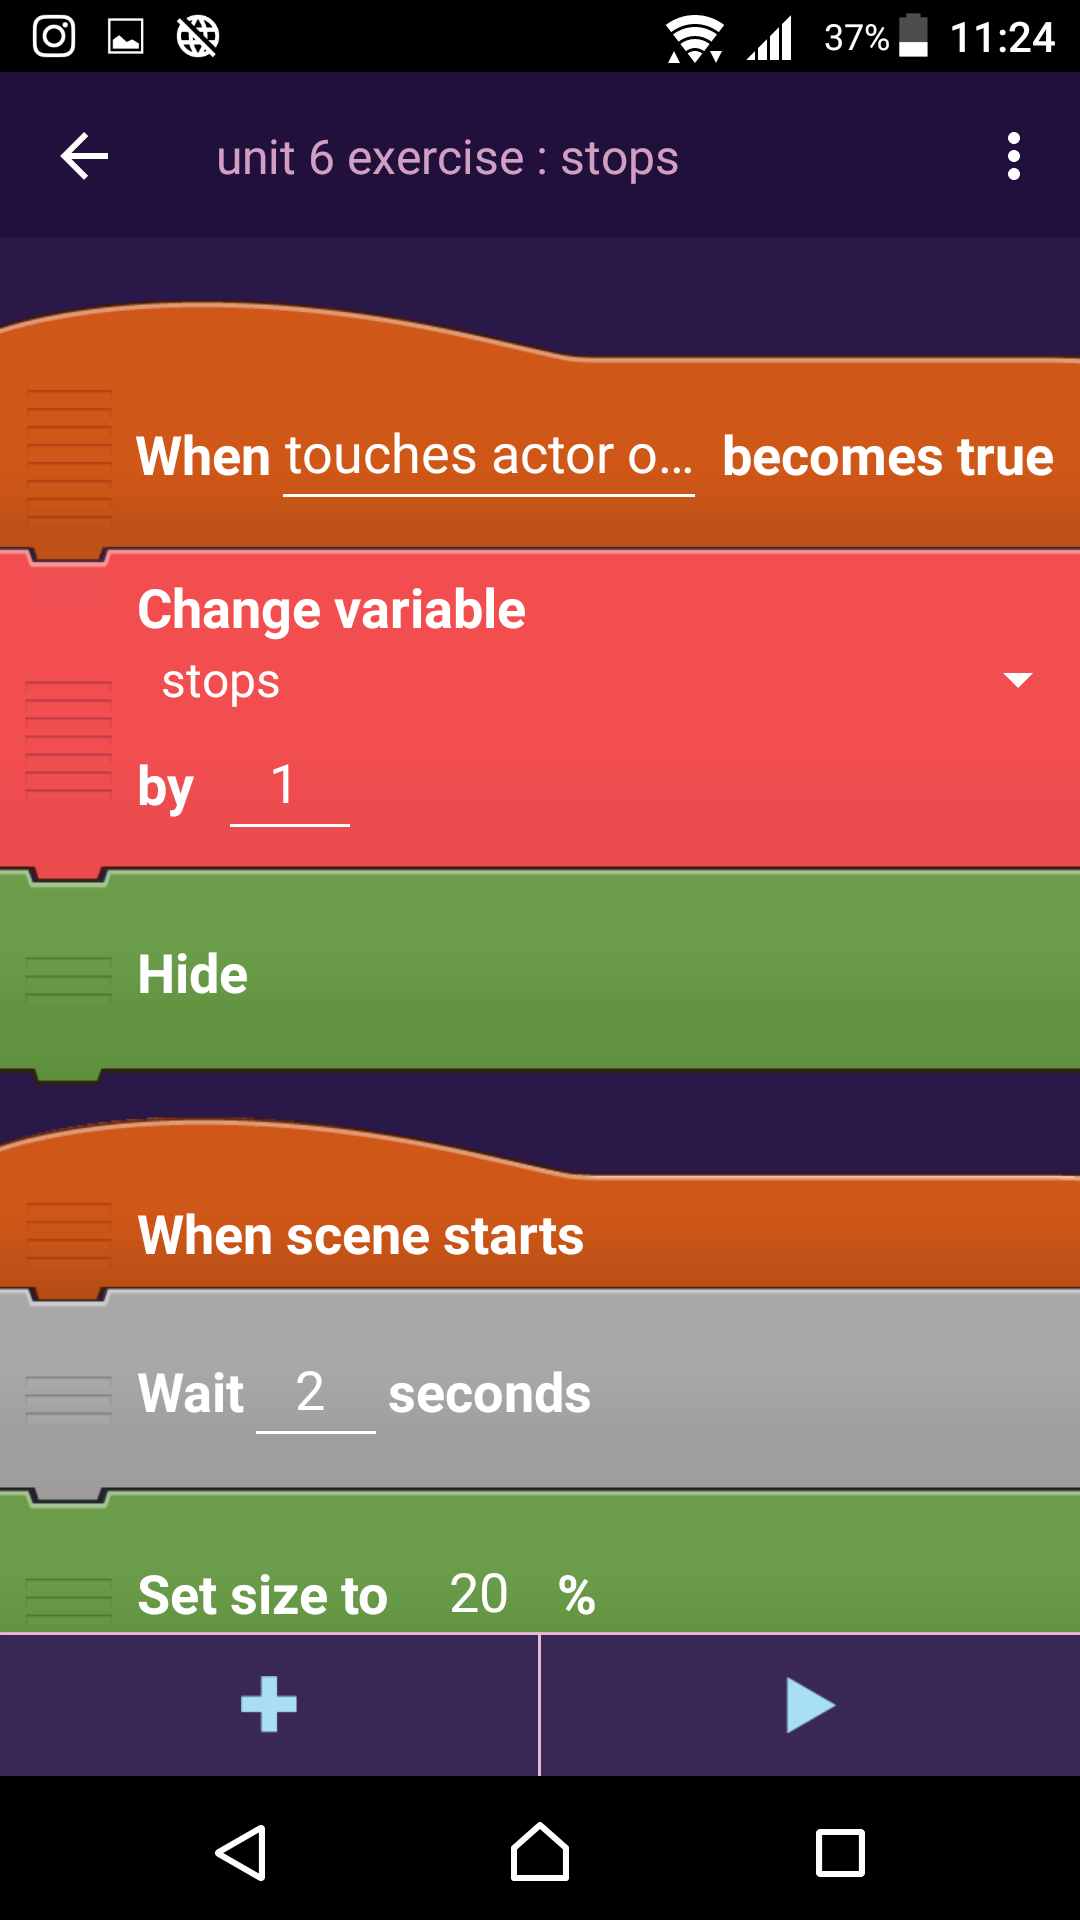 37% 11:24
unit 6 exercise : stops
When touches actor o... becomes true
Change variable
stops
by 1
Hide
When scene starts
Wait 2 seconds
Set size to 20 %